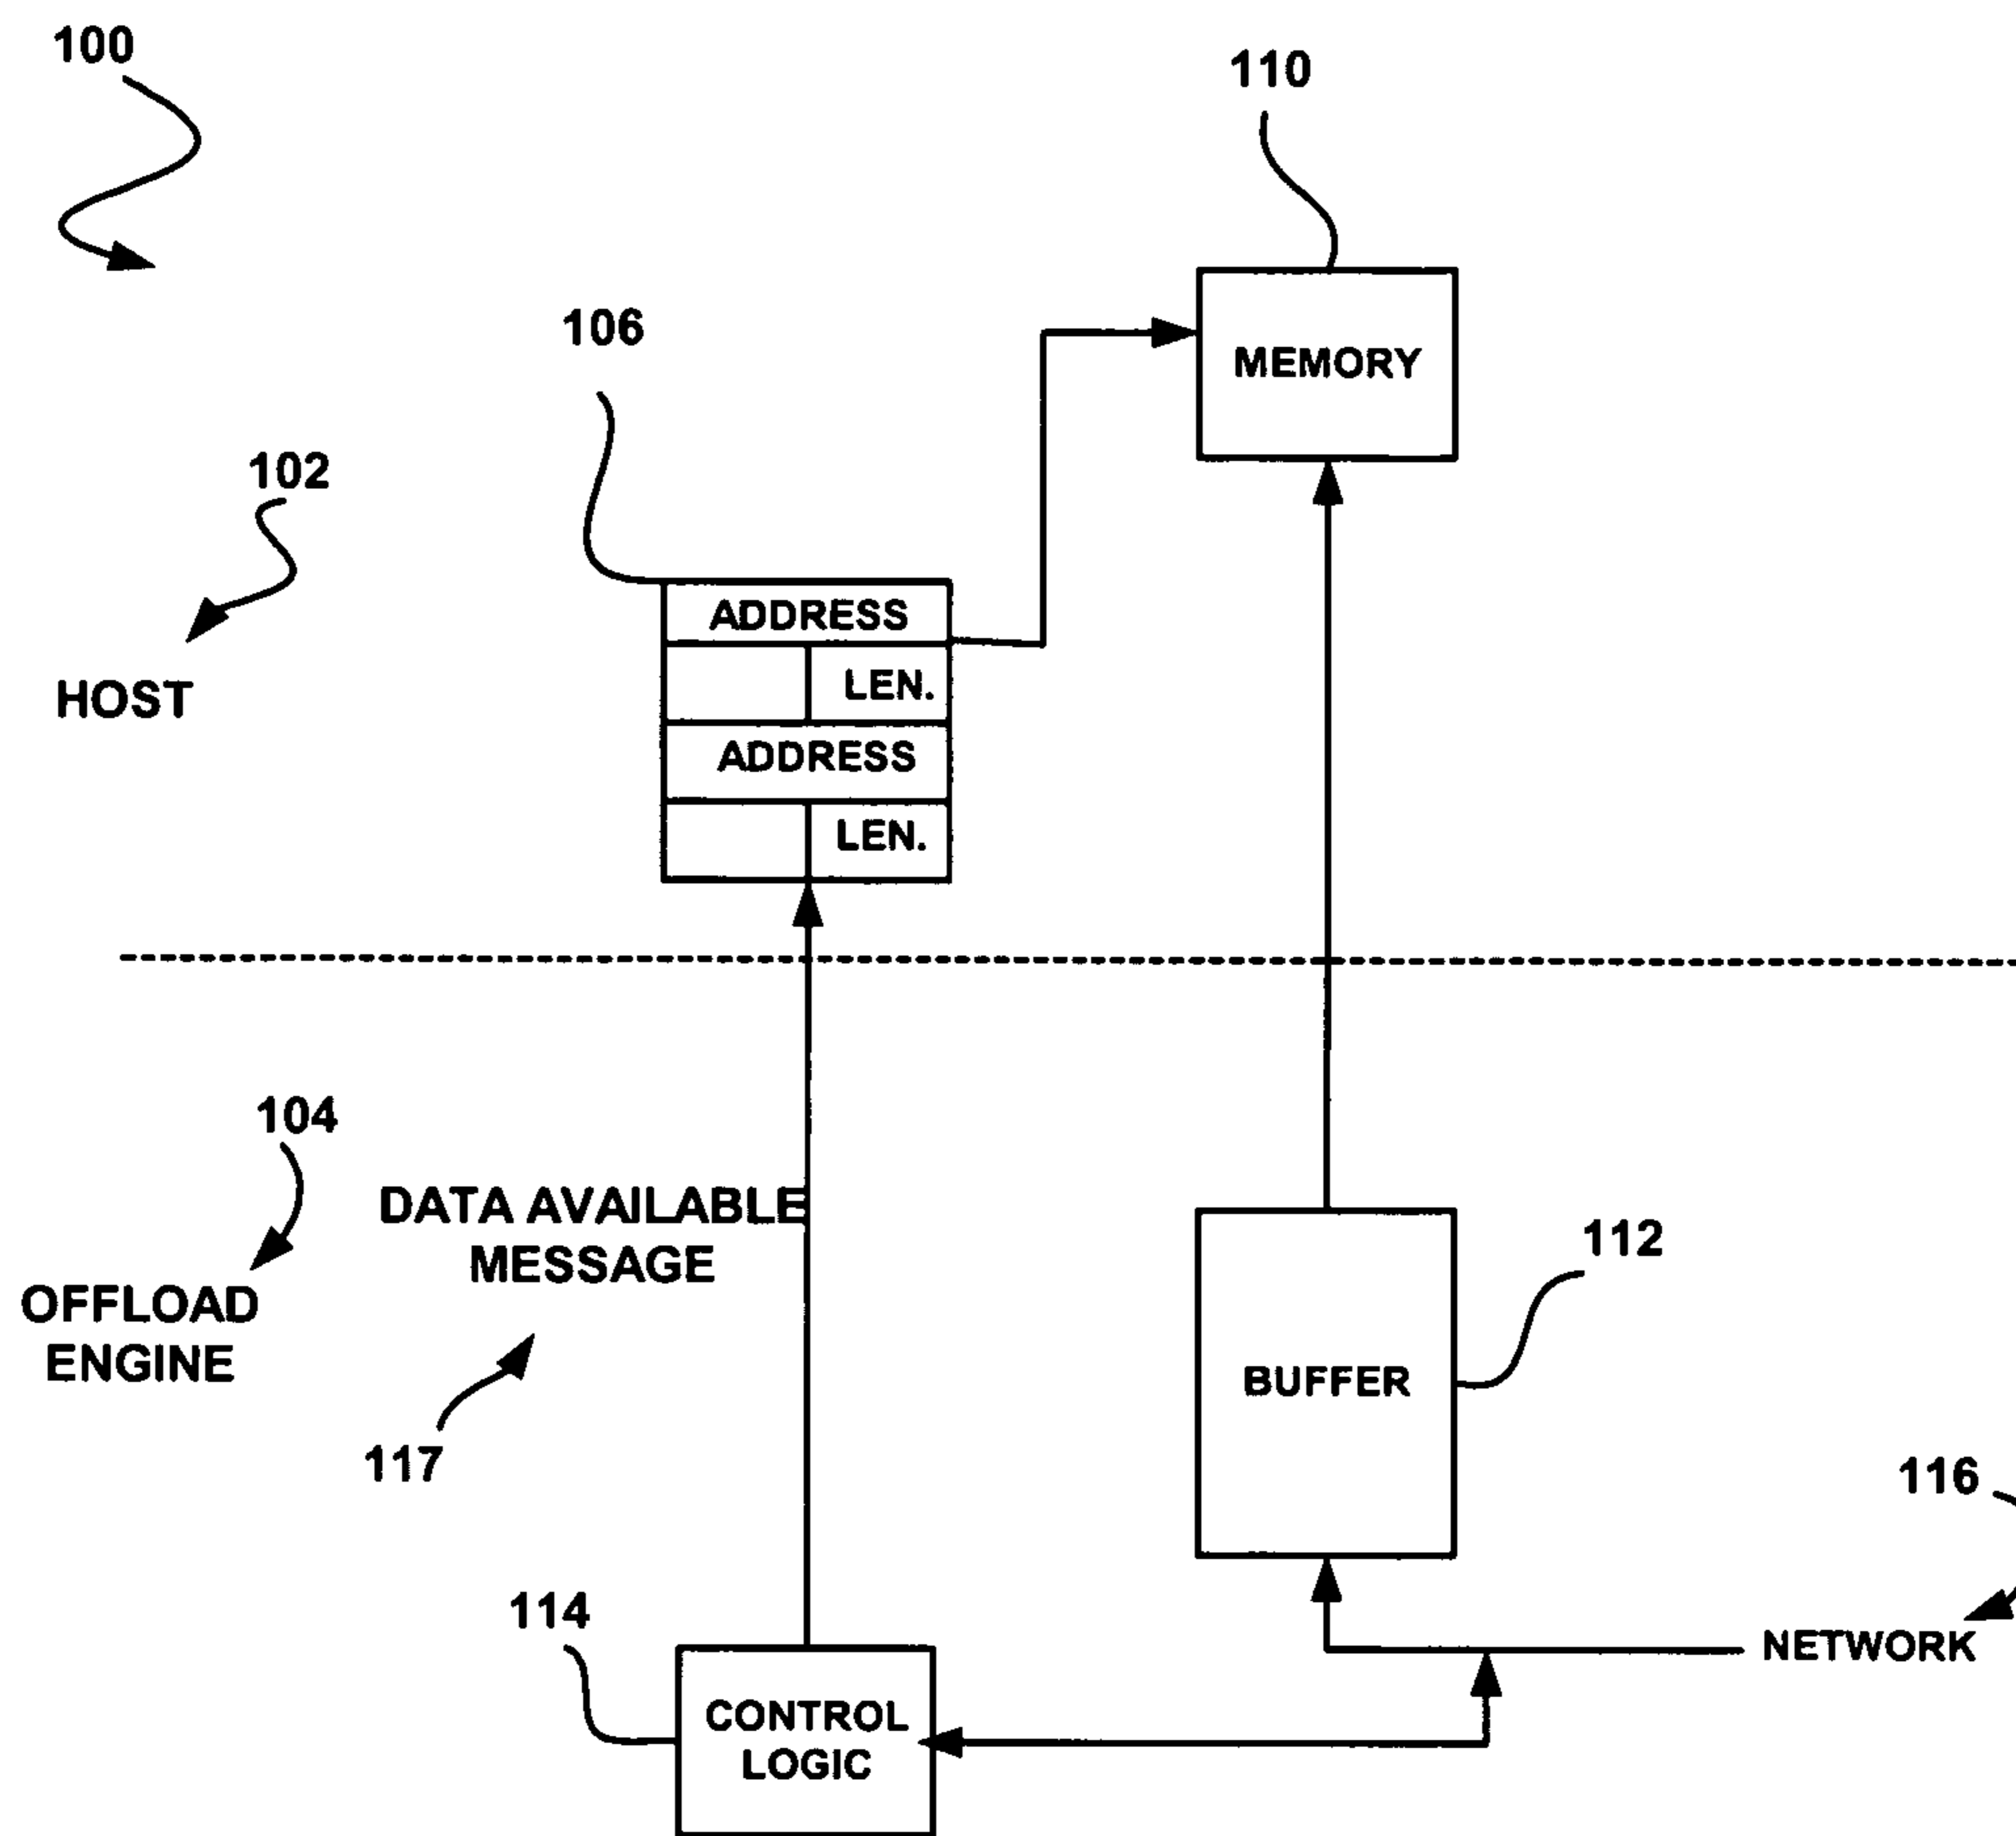 100
110
106
MEMORY
102
ADDRESS
HOST
LEN.
ADDRESS
LEN.
104
DATA AVAILABLE
MESSAGE
112
OFFLOAD
ENGINE
BUFFER
117
116
114
NETWORK
CONTROL
LOGIC